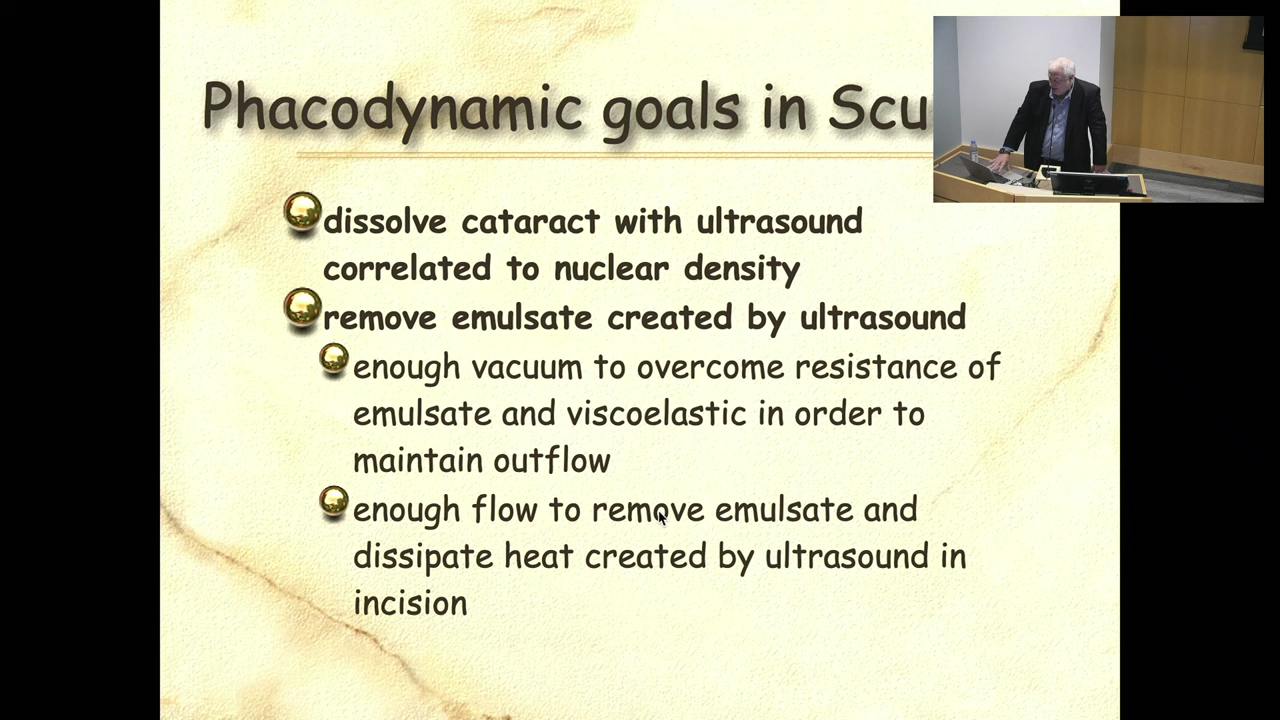 Phacodynamic goals in Scu
dissolve cataract with ultrasound
correlated to nuclear density
remove emulsate created by ultrasound
enough vacuum to overcome resistance of
emulsate and viscoelastic in order to
maintain outflow
enough flow to remove emulsate and
dissipate heat created by ultrasound in
incision